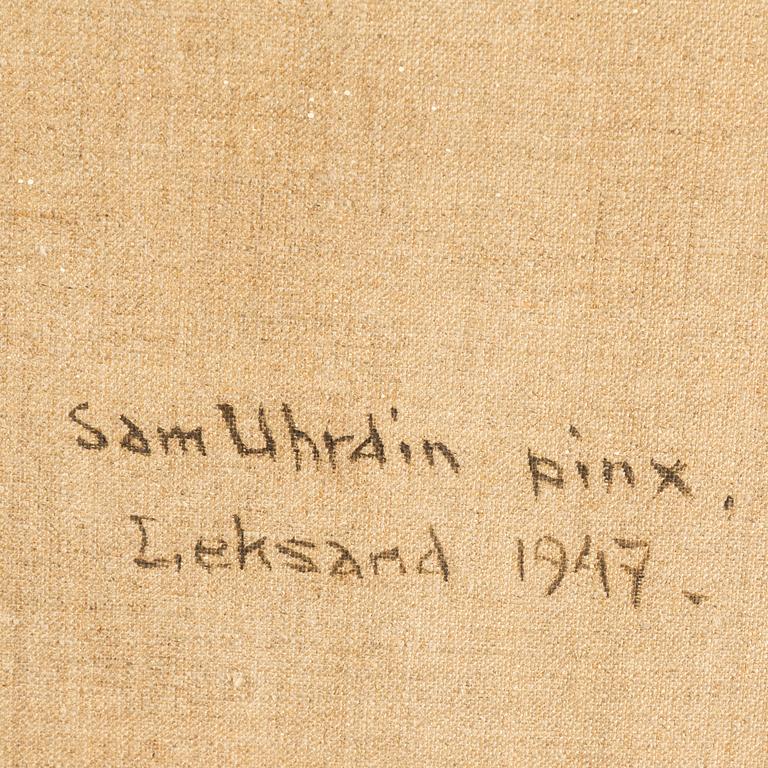 Sam Uhrdin pinx.
Leksand 1947.